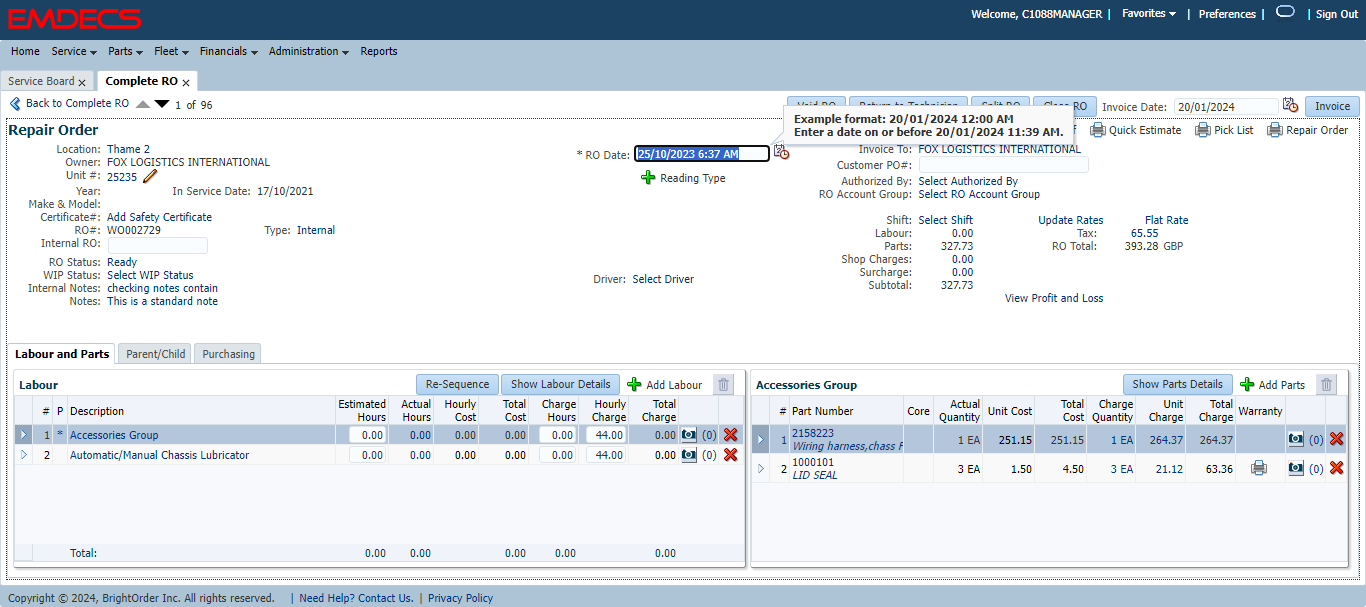 EMDECS
Welcome, C1088MANAGER | Favorites | Preferences | | Sign Out
Home Service Parts Fleet Financials Administration Reports
Service Board x Complete RO x
Back to Complete RO 1 of 96
Void RO Return to Technician Split RO Close RO Invoice Date: 20/01/2024 Invoice
Example format: 20/01/2024 12:00 AM
Enter a date on or before 20/01/2024 11:39 AM.
Quick Estimate Pick List Repair Order
Repair Order
Location: Thame 2
Owner: FOX LOGISTICS INTERNATIONAL
Unit #: 25235
Year: In Service Date: 17/10/2021
Make & Model:
Certificate#: Add Safety Certificate
RO#: WO002729 Type: Internal
Internal RO:
RO Status: Ready
WIP Status: Select WIP Status
Internal Notes: checking notes contain
Notes: This is a standard note
* RO Date: 25/10/2023 6:37 AM
Reading Type
Driver: Select Driver
Invoice To: FOX LOGISTICS INTERNATIONAL
Customer PO#:
Authorized By: Select Authorized By
RO Account Group: Select RO Account Group
Shift: Select Shift Update Rates Flat Rate
Labour: 0.00 Tax: 65.55
Parts: 327.73 RO Total: 393.28 GBP
Shop Charges: 0.00
Surcharge: 0.00
Subtotal: 327.73
View Profit and Loss
Labour and Parts Parent/Child Purchasing
Labour Re-Sequence Show Labour Details Add Labour
# P Description Estimated Hours Actual Hours Hourly Cost Total Cost Charge Hours Hourly Charge Total Charge
1 * Accessories Group 0.00 0.00 0.00 0.00 0.00 44.00 0.00 (0)
2 Automatic/Manual Chassis Lubricator 0.00 0.00 0.00 0.00 0.00 44.00 0.00 (0)
Total: 0.00 0.00 0.00 0.00 0.00
Accessories Group Show Parts Details Add Parts
# Part Number Core Actual Quantity Unit Cost Total Cost Charge Quantity Unit Charge Total Charge Warranty
1 2158223 1 EA 251.15 251.15 1 EA 264.37 264.37 (0)
Wiring harness,chass
2 1000101 3 EA 1.50 4.50 3 EA 21.12 63.36 (0)
LID SEAL
Copyright © 2024, BrightOrder Inc. All rights reserved. | Need Help? Contact Us. | Privacy Policy